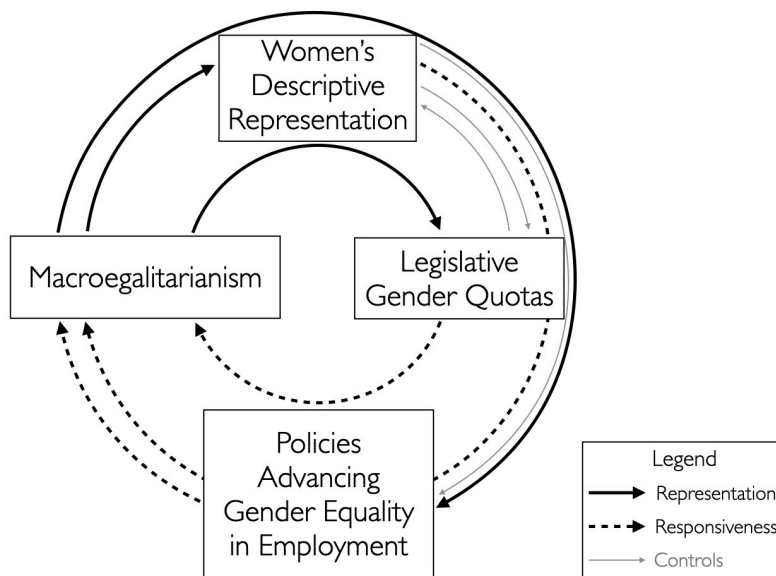 Women's
Descriptive
Representation
Macroegalitarianism
Legislative
Gender Quotas
Policies
Advancing
Gender Equality
in Employment
Legend
Representation
Responsiveness
Controls